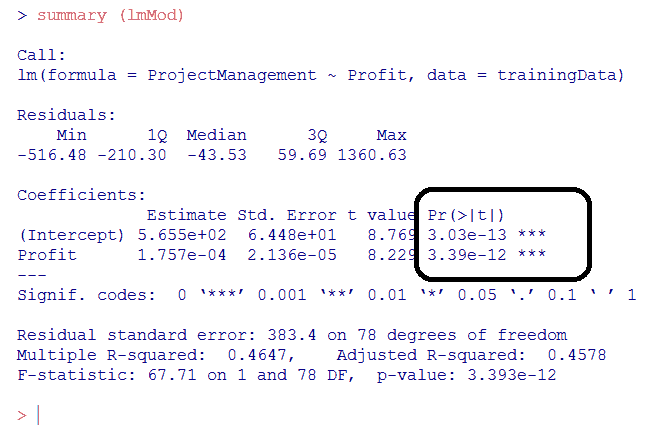 > summary (lmMod)
Call:
lm(formula = ProjectManagement ~ Profit, data = trainingData)
Residuals:
    Min      1Q  Median      3Q     Max
-516.48 -210.30  -43.53   59.69 1360.63
Coefficients:
             Estimate Std. Error t value Pr(>|t|)
(Intercept) 5.655e+02  6.448e+01   8.769 3.03e-13 ***
Profit      1.757e-04  2.136e-05   8.229 3.39e-12 ***
---
Signif. codes:  0 ‘***’ 0.001 ‘**’ 0.01 ‘*’ 0.05 ‘.’ 0.1 ‘ ’ 1
Residual standard error: 383.4 on 78 degrees of freedom
Multiple R-squared:  0.4647,    Adjusted R-squared:  0.4578
F-statistic: 67.71 on 1 and 78 DF,  p-value: 3.393e-12
> |